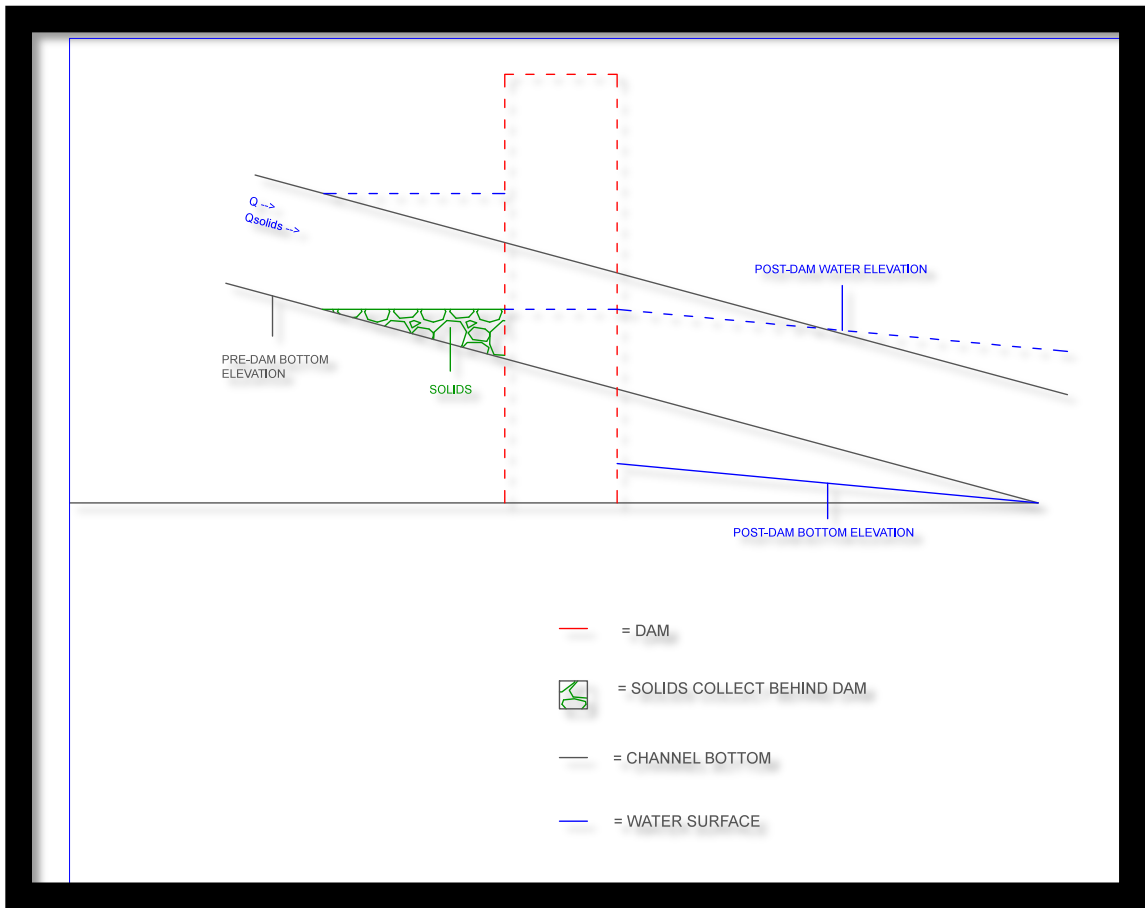 Q -->
Qsolids -->
POST-DAM WATER ELEVATION
PRE-DAM BOTTOM
ELEVATION
SOLIDS
POST-DAM BOTTOM ELEVATION
= DAM
= SOLIDS COLLECT BEHIND DAM
= CHANNEL BOTTOM
= WATER SURFACE